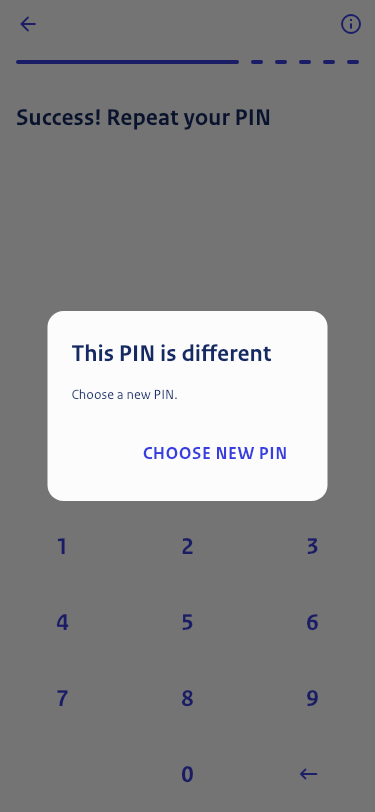 Success! Repeat your PIN
This PIN is different
Choose a new PIN.
CHOOSE NEW PIN
1 2 3
4 5 6
7 8 9
0